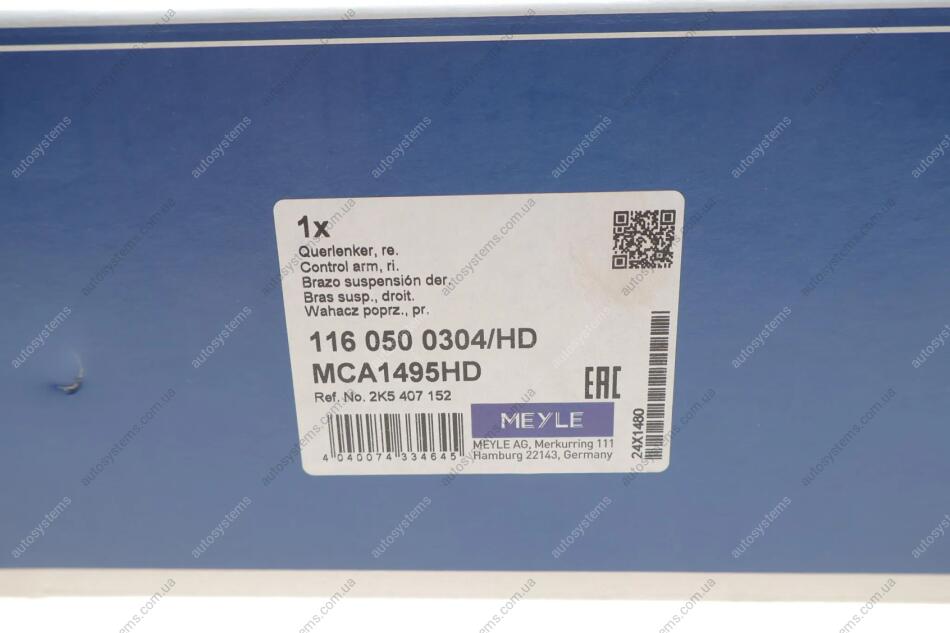 1x
Querlenker, re.
Control arm, ri.
Brazo suspensión der.
Bras susp., droit.
Wahacz poprz., pr.
116 050 0304/HD
MCA1495HD
Ref. No. 2K5 407 152
EAC
MEYLE
MEYLE AG, Merkurring 111
Hamburg 22143, Germany
4 040074 334645
24X1480
autosystems.com.ua